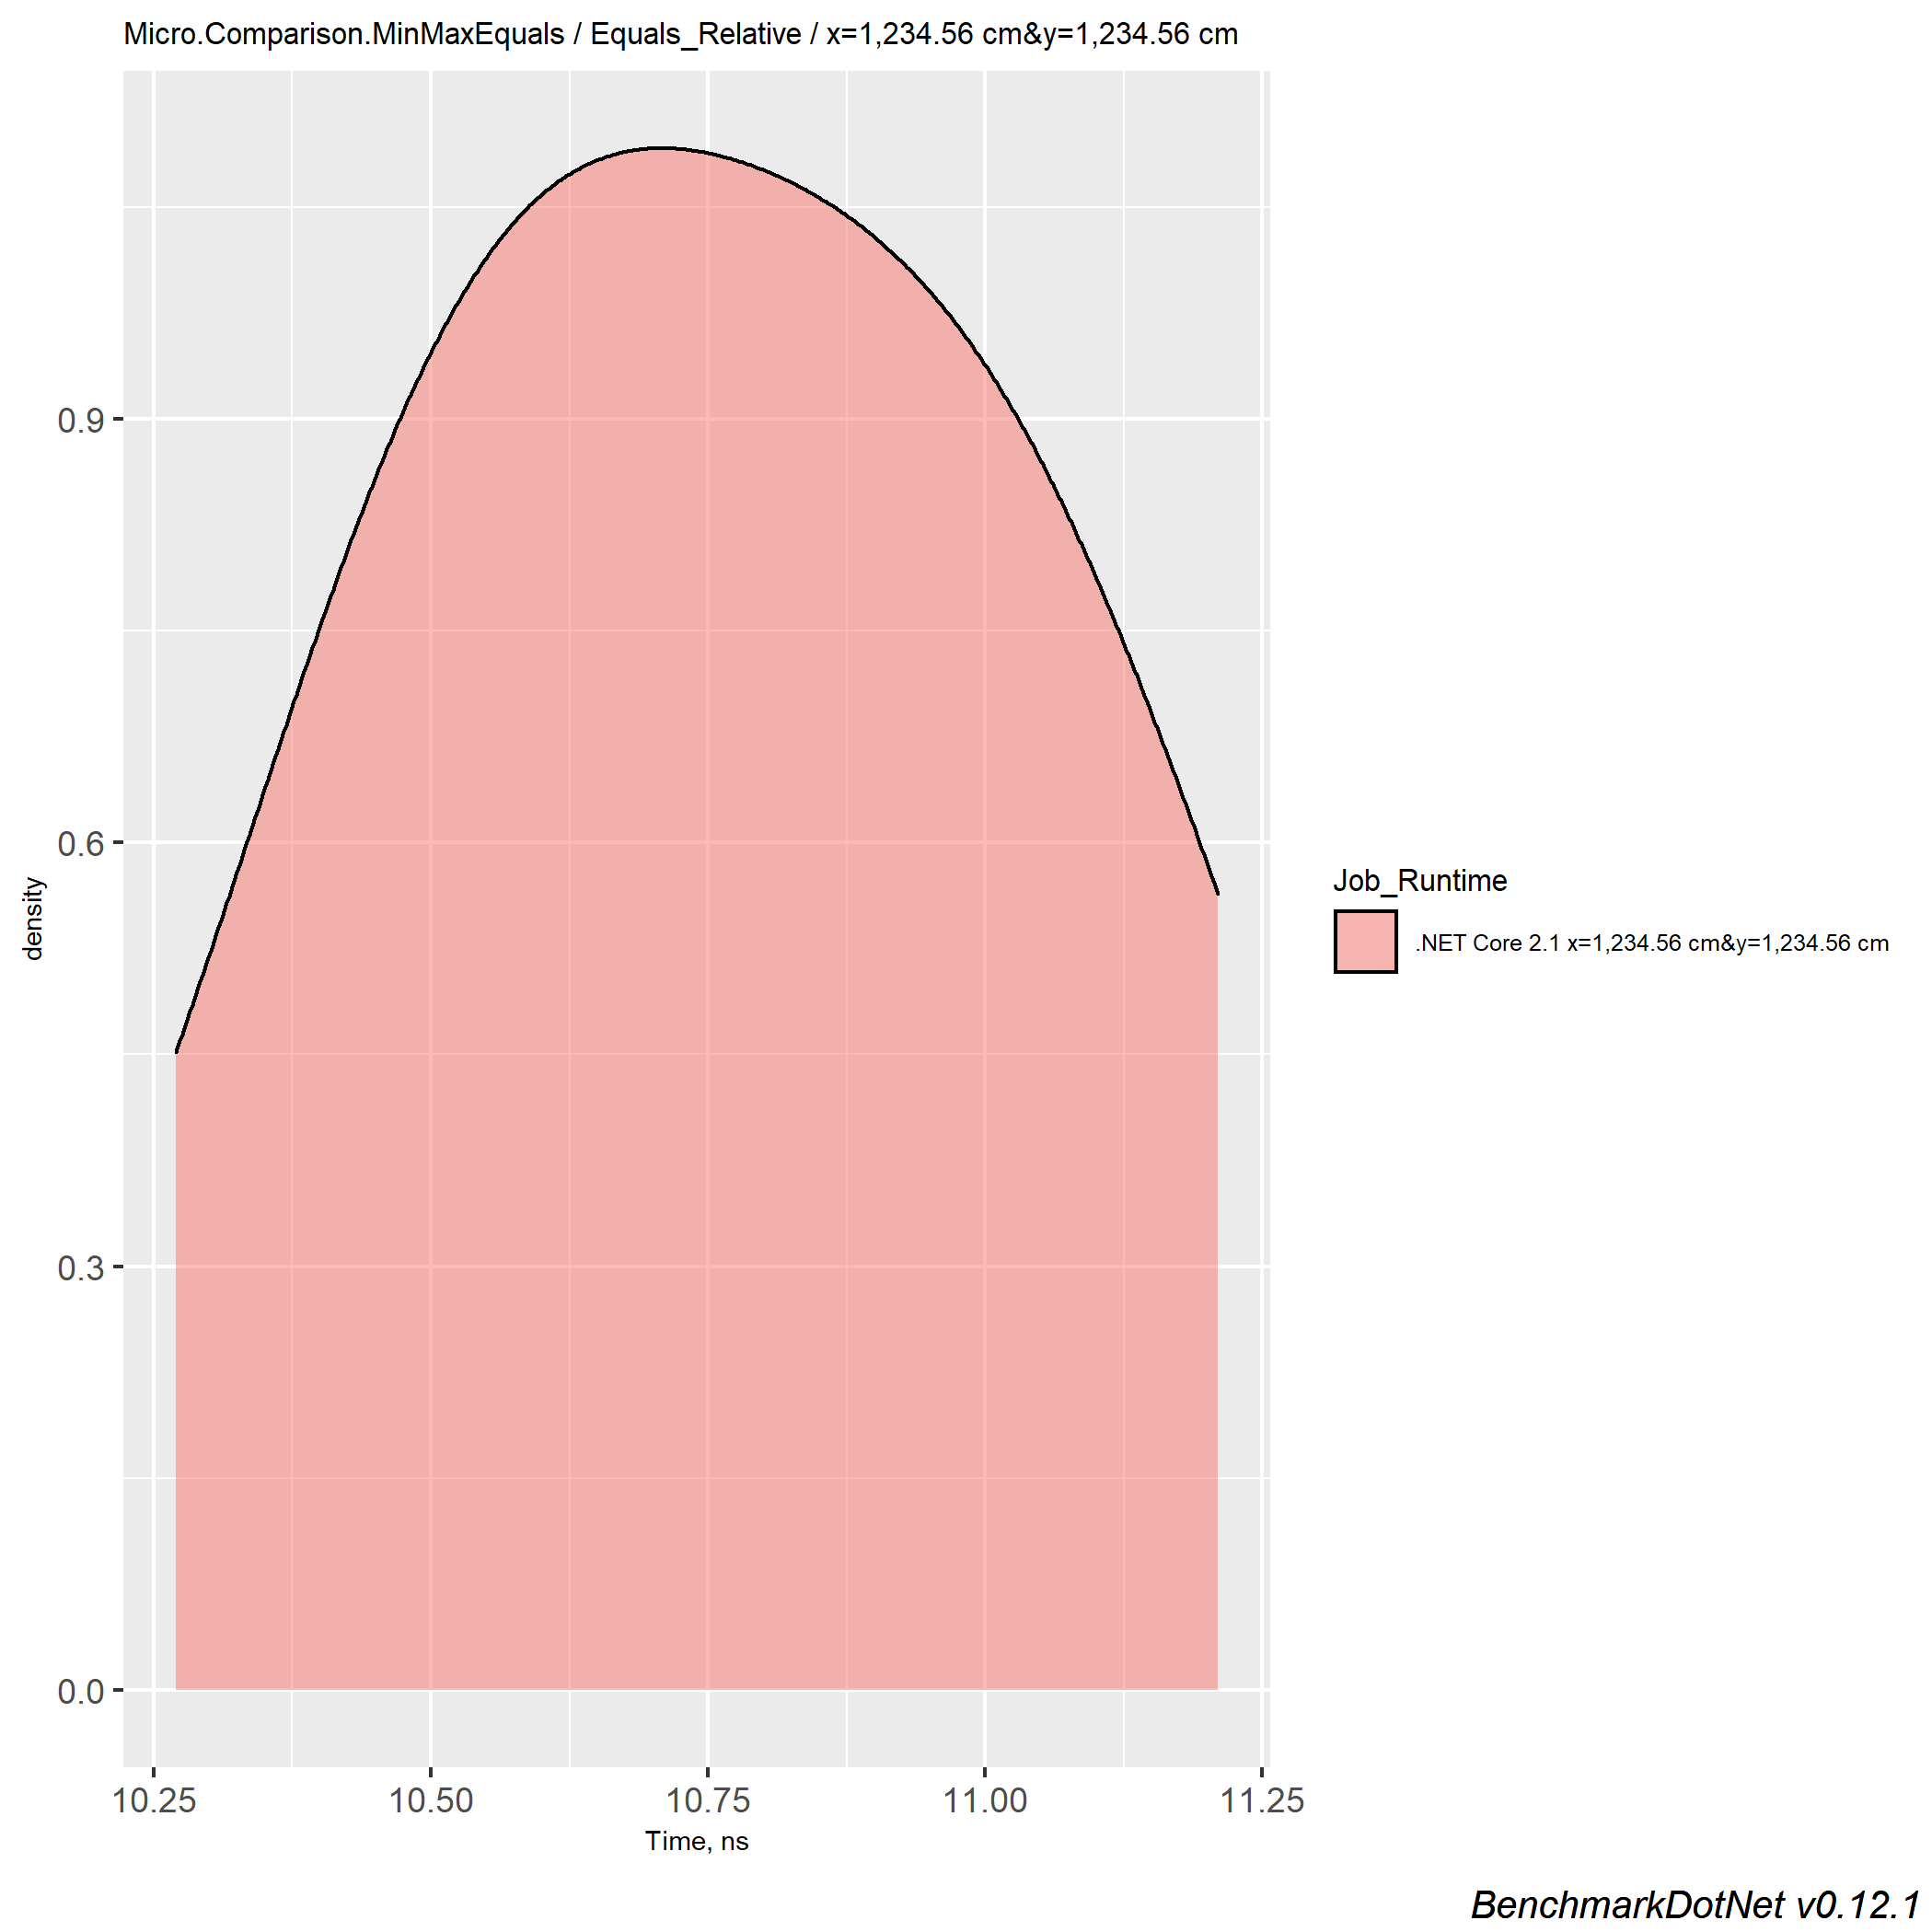 Micro.Comparison.MinMaxEquals / Equals_Relative / x=1,234.56 cm&y=1,234.56 cm
0.9
0.6
0.3
0.0
density
10.25 10.50 10.75 11.00 11.25
Time, ns
Job_Runtime
.NET Core 2.1 x=1,234.56 cm&y=1,234.56 cm
BenchmarkDotNet v0.12.1